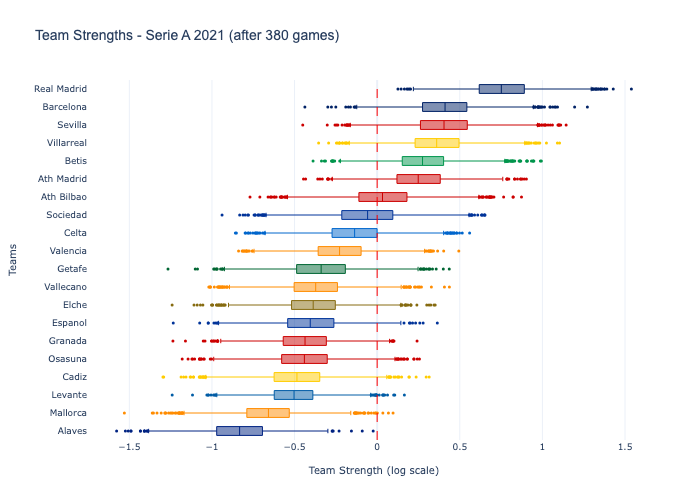 Team Strengths - Serie A 2021 (after 380 games)
Real Madrid
Barcelona
Sevilla
Villarreal
Betis
Ath Madrid
Ath Bilbao
Sociedad
Celta
Valencia
Getafe
Vallecano
Elche
Espanol
Granada
Osasuna
Cadiz
Levante
Mallorca
Alaves
Teams
−1.5 −1 −0.5 0 0.5 1 1.5
Team Strength (log scale)